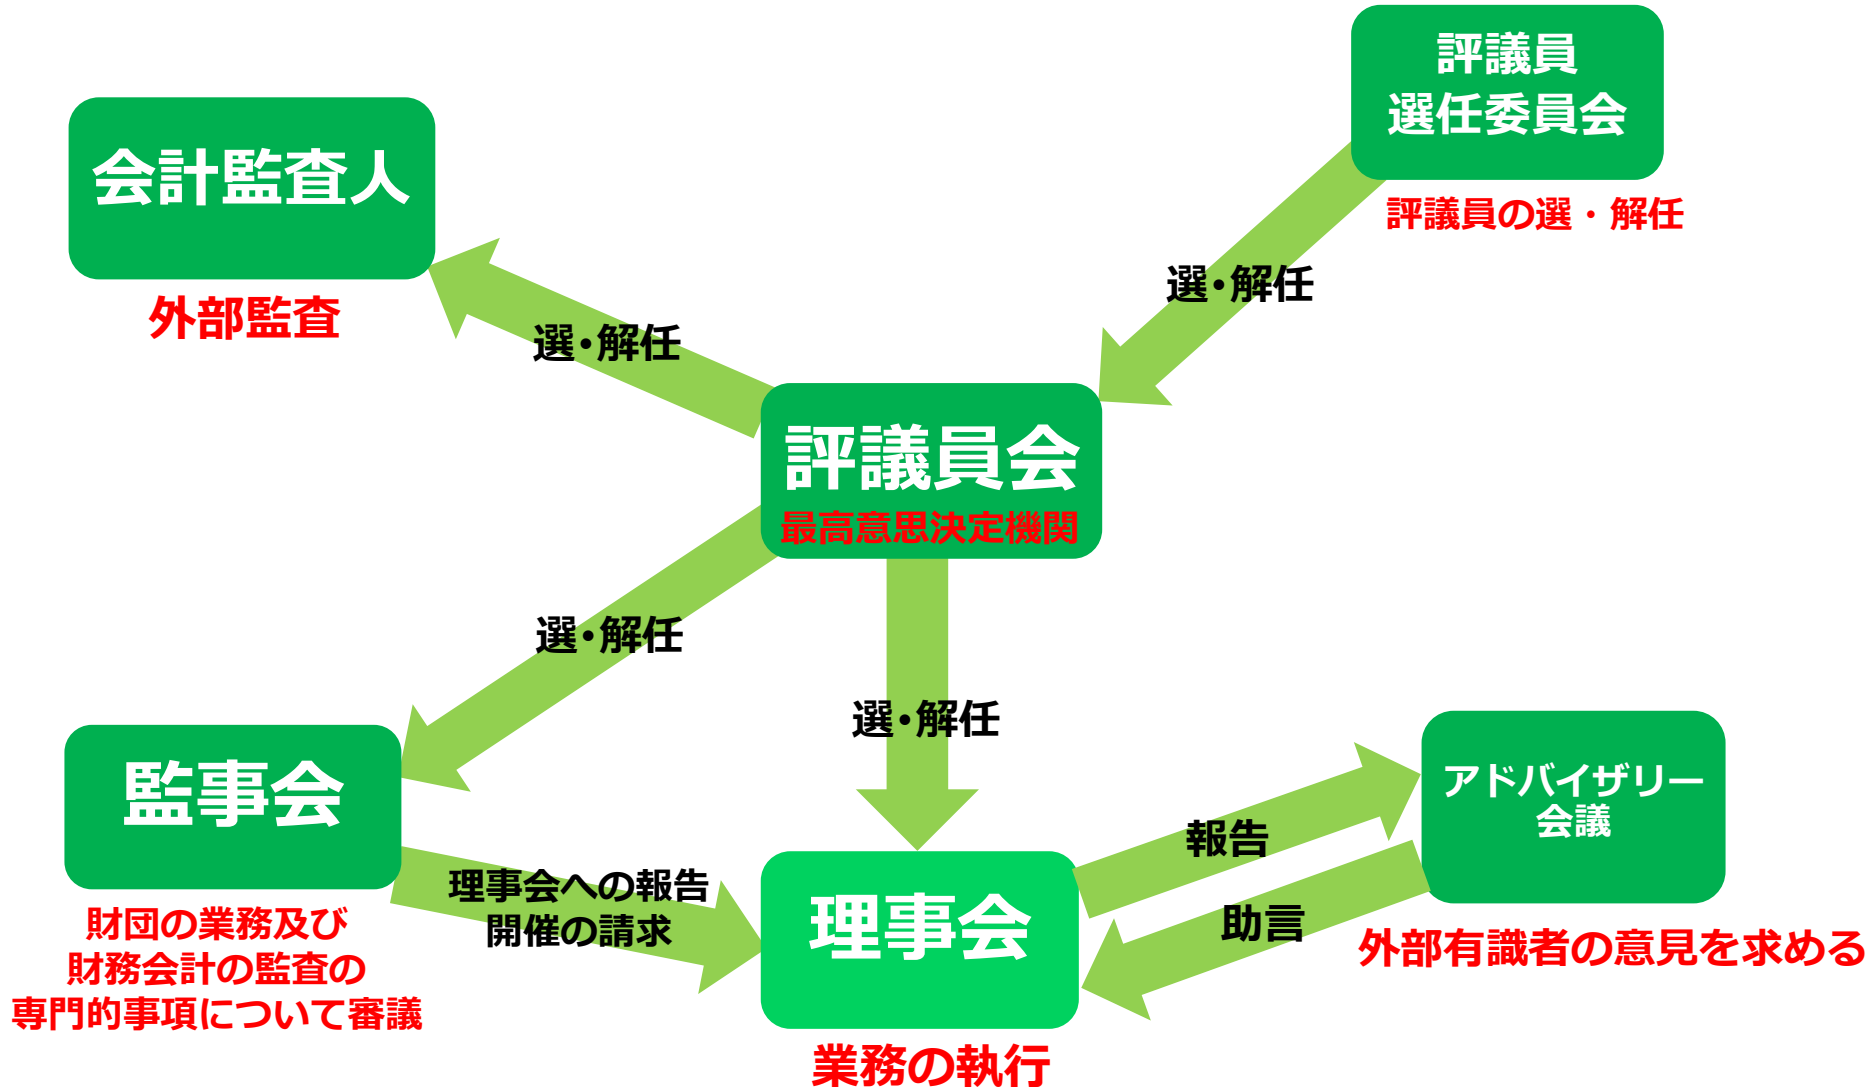 評議員
選任委員会
評議員の選・解任
会計監査人
外部監査
選・解任
選・解任
評議員会
最高意思決定機関
選・解任
選・解任
監事会
財団の業務及び
財務会計の監査の
専門的事項について審議
理事会への報告
開催の請求
理事会
業務の執行
報告
助言
アドバイザリー
会議
外部有識者の意見を求める